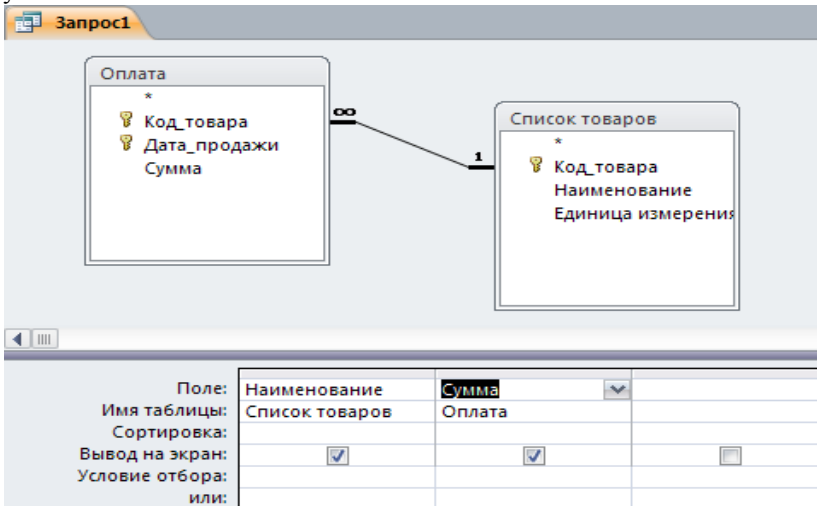 Запрос1
Оплата
*
Код_товара
Дата_продажи
Сумма
∞
1
Список товаров
*
Код_товара
Наименование
Единица измерения
Поле: Наименование Сумма
Имя таблицы: Список товаров Оплата
Сортировка:
Вывод на экран:
Условие отбора:
или: